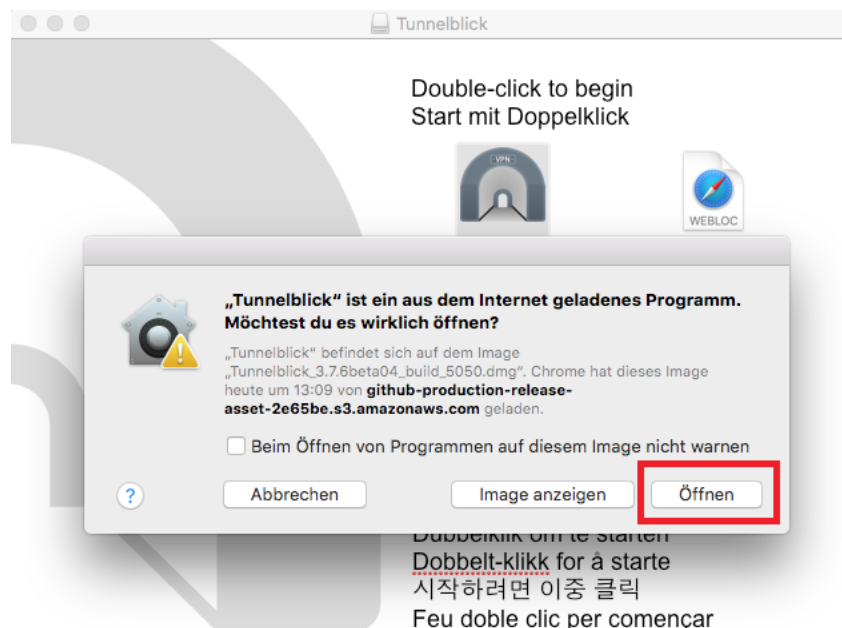 Tunnelblick
Double-click to begin
Start mit Doppelklick
VPN
WEBLOC
„Tunnelblick“ ist ein aus dem Internet geladenes Programm.
Möchtest du es wirklich öffnen?
„Tunnelblick“ befindet sich auf dem Image
„Tunnelblick_3.7.6beta04_build_5050.dmg“. Chrome hat dieses Image
heute um 13:09 von github-production-release-
asset-2e65be.s3.amazonaws.com geladen.
Beim Öffnen von Programmen auf diesem Image nicht warnen
? Abbrechen Image anzeigen Öffnen
Dubbelklik om te starten
Dobbelt-klikk for å starte
시작하려면 이중 클릭
Feu doble clic per començar